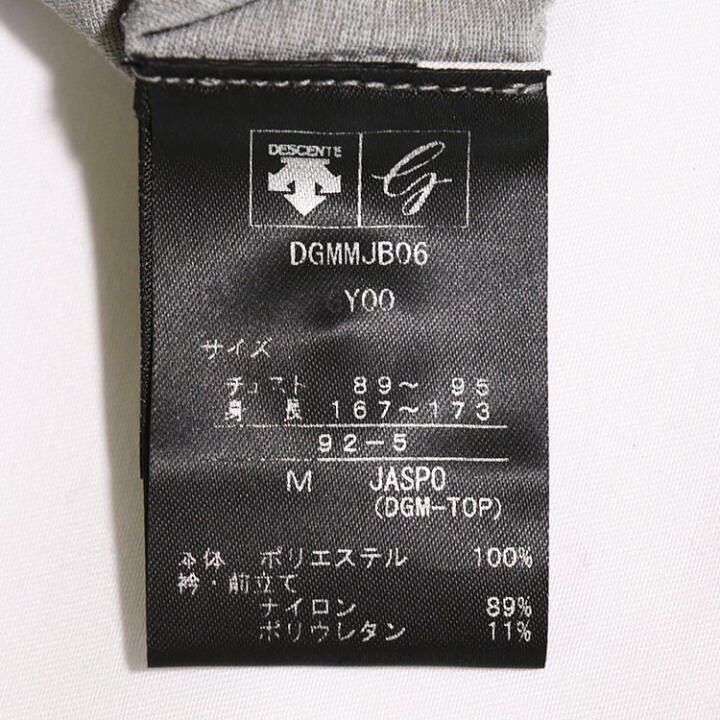 DESCENTE
G
DGMMJB06
Y00
サイズ
チェスト 89〜 95
身 長 167〜173
92-5
M JASPO
(DGM-TOP)
本体 ポリエステル 100%
衿・前立て
ナイロン 89%
ポリウレタン 11%